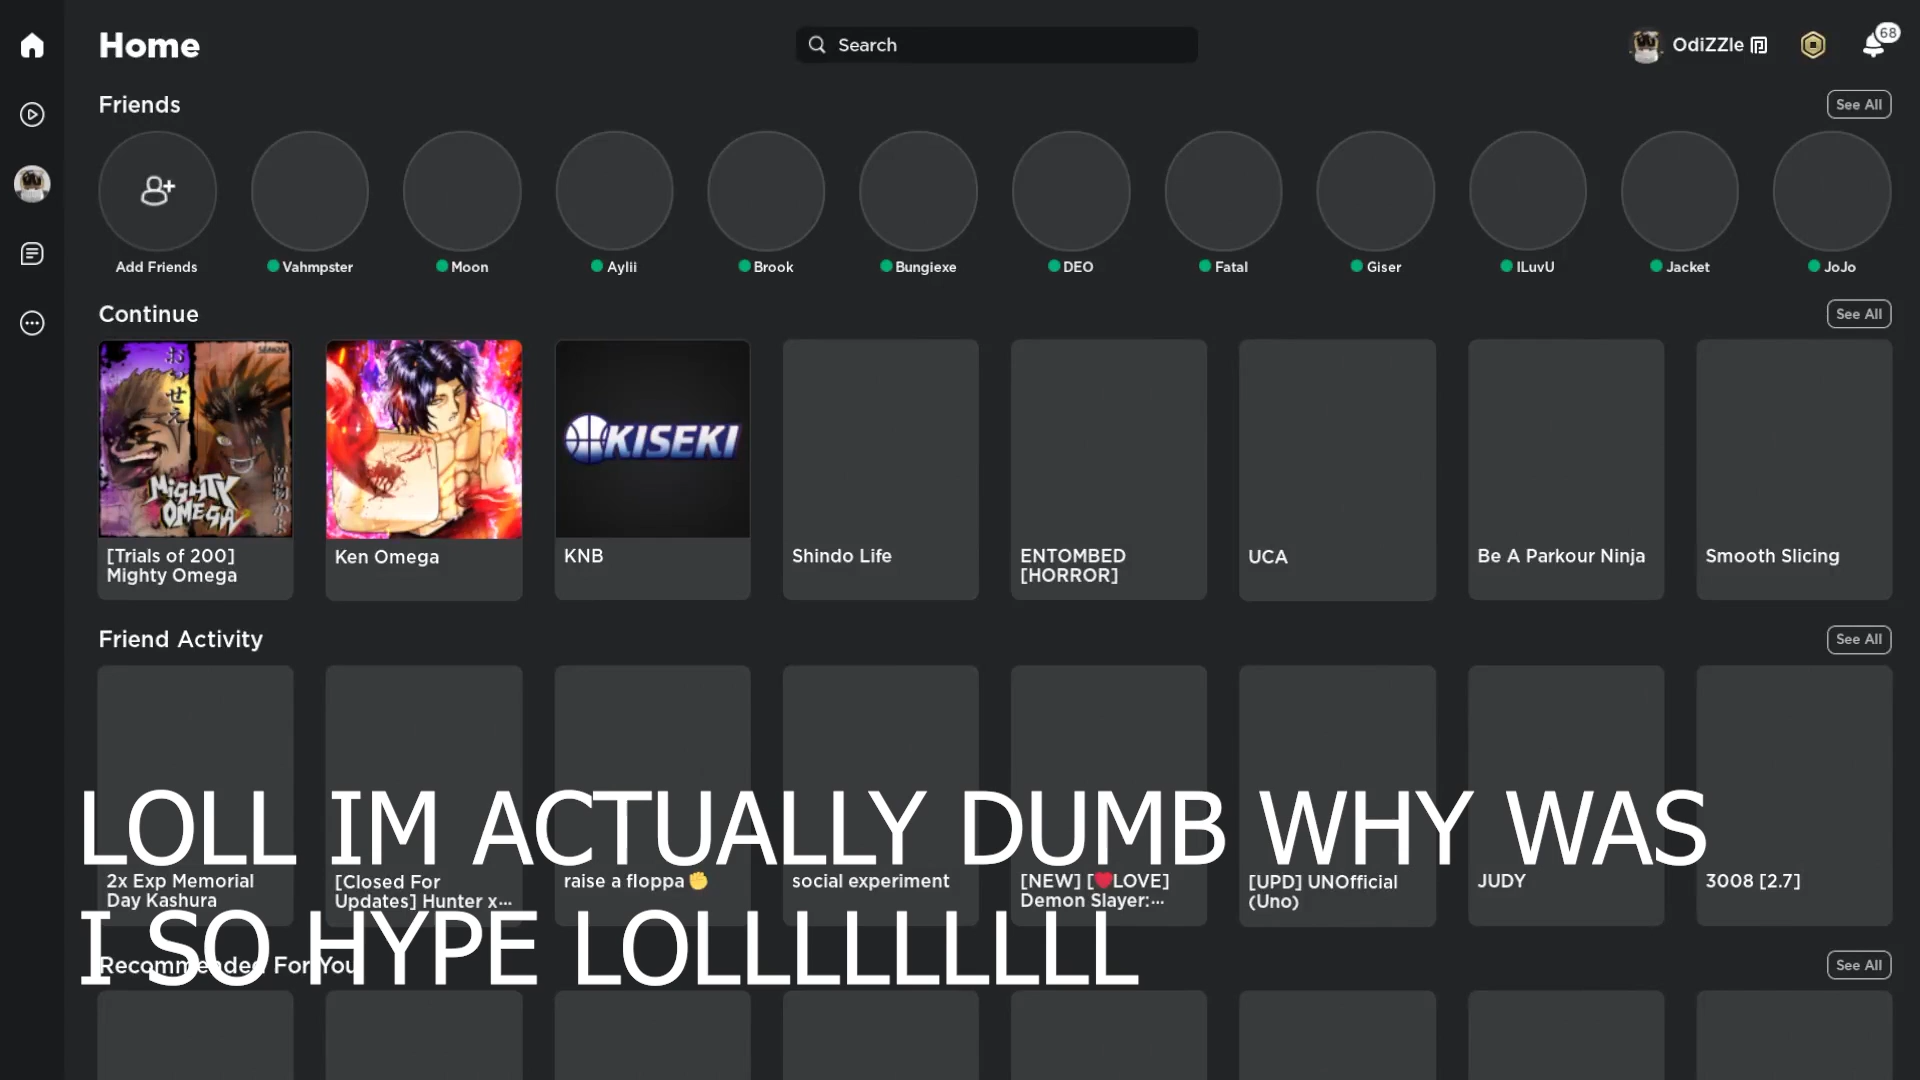 Home
Search
OdiZZle
68
Friends
See All
Add Friends
Vahmpster
Moon
Aylii
Brook
Bungiexe
DEO
Fatal
Giser
ILuvU
Jacket
JoJo
Continue
See All
MIGHTY
OMEGA
KISEKI
[Trials of 200]
Mighty Omega
Ken Omega
KNB
Shindo Life
ENTOMBED
[HORROR]
UCA
Be A Parkour Ninja
Smooth Slicing
Friend Activity
See All
LOLL IM ACTUALLY DUMB WHY WAS
I SO HYPE LOLLLLLLLLL
2x Exp Memorial
Day Kashura
[Closed For
Updates] Hunter x...
raise a floppa✊
social experiment
[NEW] [❤️LOVE]
Demon Slayer:...
[UPD] UNOfficial
(Uno)
JUDY
3008 [2.7]
Recommended For You
See All